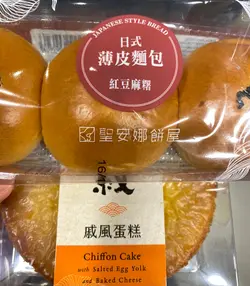 JAPANESE STYLE BREAD
日式
薄皮麵包
紅豆麻糬
聖安娜餅屋
戚風蛋糕
Chiffon Cake
with Salted Egg Yolk
and Baked Cheese